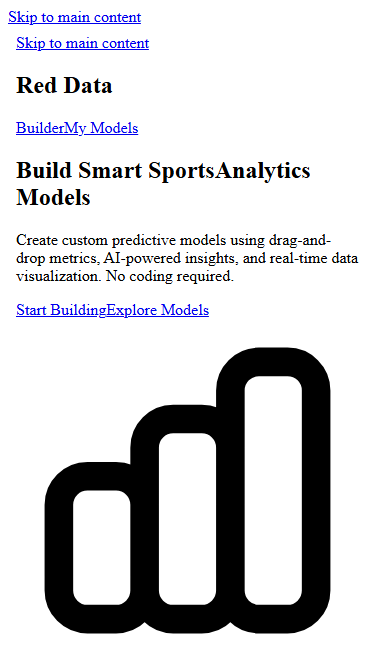 Skip to main content
Skip to main content
Red Data
BuilderMy Models
Build Smart SportsAnalytics
Models
Create custom predictive models using drag-and-
drop metrics, AI-powered insights, and real-time data
visualization. No coding required.
Start BuildingExplore Models